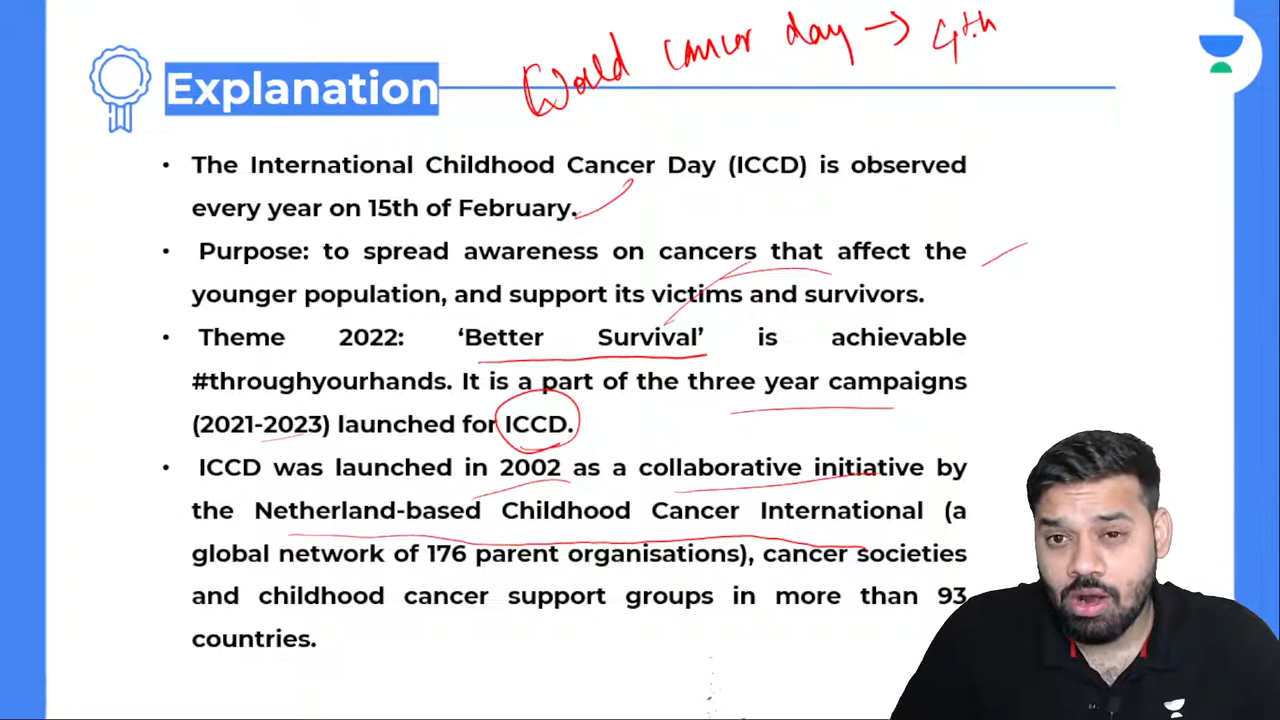 World cancer day → 4th
Explanation
• The International Childhood Cancer Day (ICCD) is observed
every year on 15th of February.
• Purpose: to spread awareness on cancers that affect the
younger population, and support its victims and survivors.
• Theme 2022: ‘Better Survival’ is achievable
#throughyourhands. It is a part of the three year campaigns
(2021-2023) launched for ICCD.
• ICCD was launched in 2002 as a collaborative initiative by
the Netherland-based Childhood Cancer International (a
global network of 176 parent organisations), cancer societies
and childhood cancer support groups in more than 93
countries.